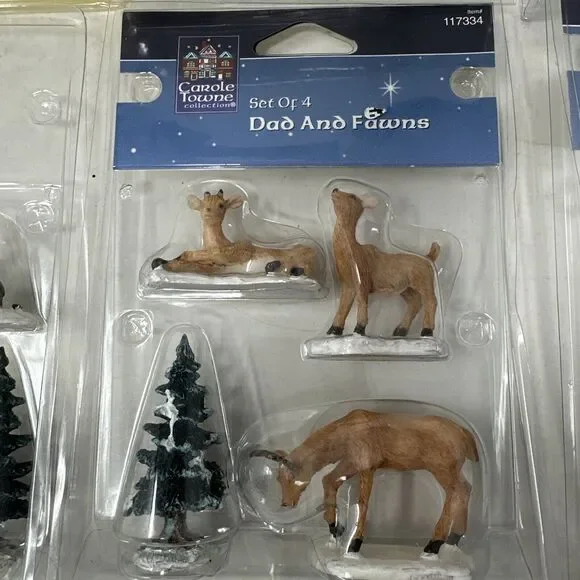 Item#
117334
Carole
Towne
collection®
Set Of 4
Dad And Fawns